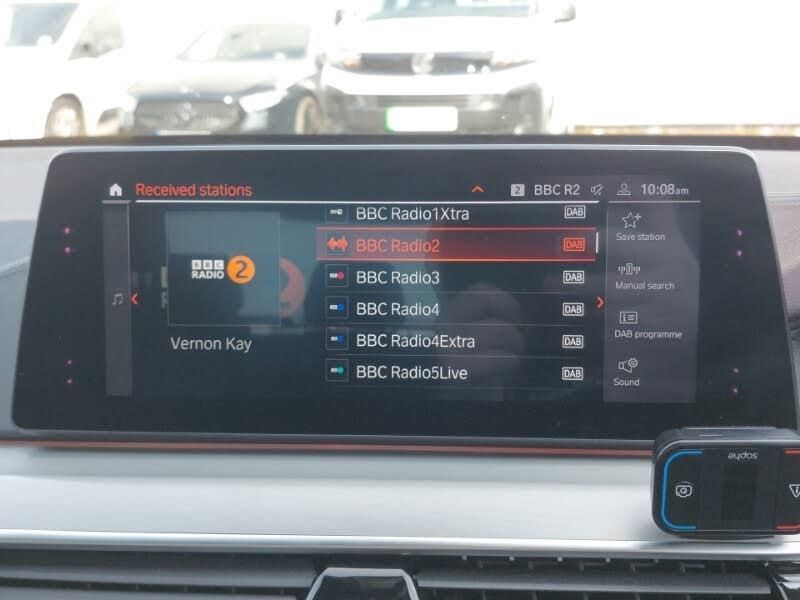 Received stations
2 BBC R2 10:08am
BBC Radio1Xtra DAB
BBC Radio2 DAB
BBC Radio3 DAB
BBC Radio4 DAB
BBC Radio4Extra DAB
BBC Radio5Live DAB
BBC
RADIO 2
Vernon Kay
Save station
Manual search
DAB programme
Sound
saphe